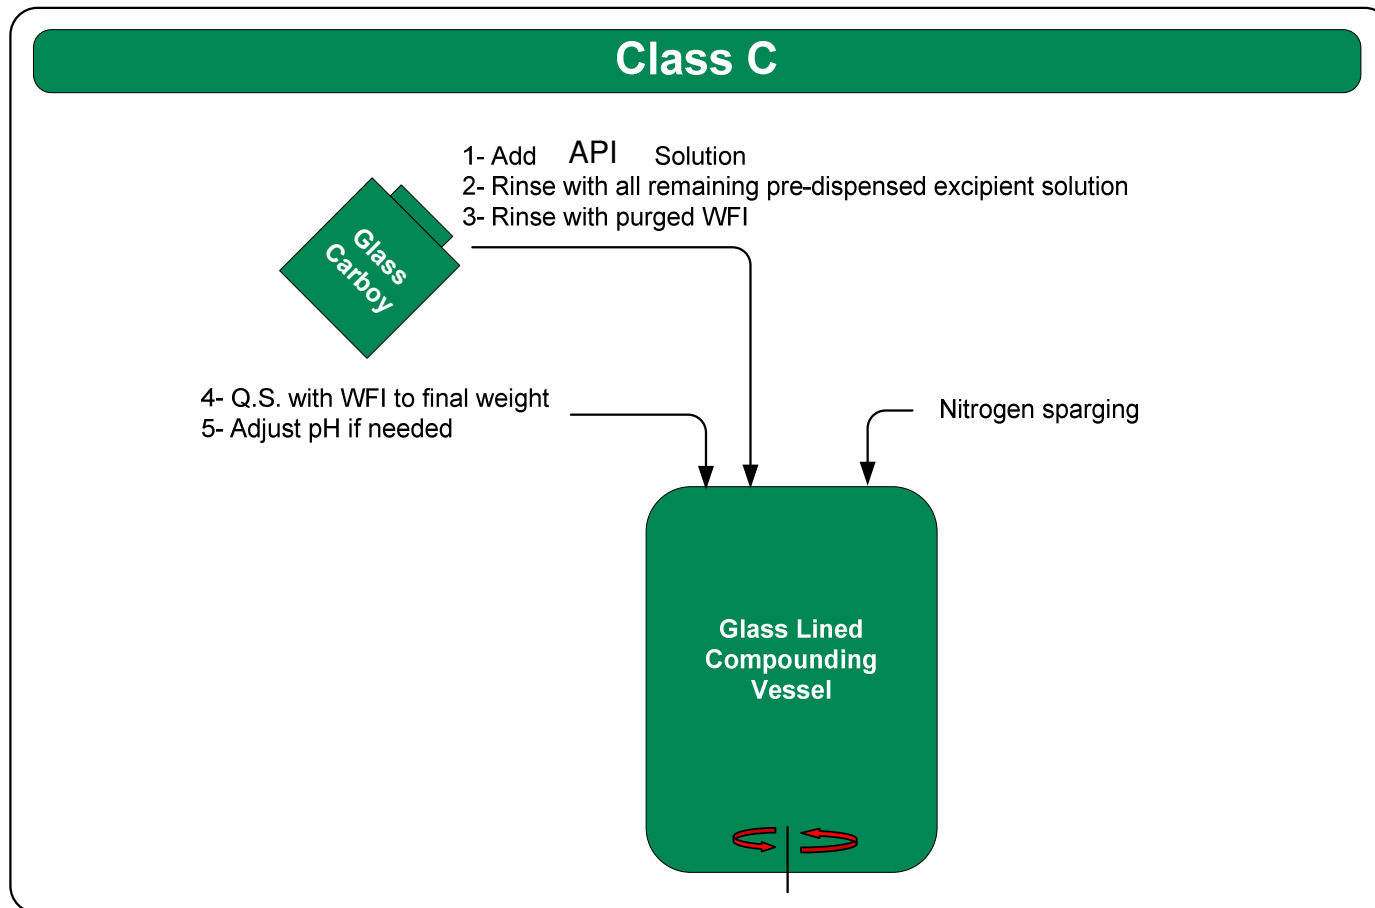 Class C
1- Add API Solution
2- Rinse with all remaining pre-dispensed excipient solution
3- Rinse with purged WFI
Glass
Carboy
4- Q.S. with WFI to final weight
5- Adjust pH if needed
Nitrogen sparging
Glass Lined
Compounding
Vessel